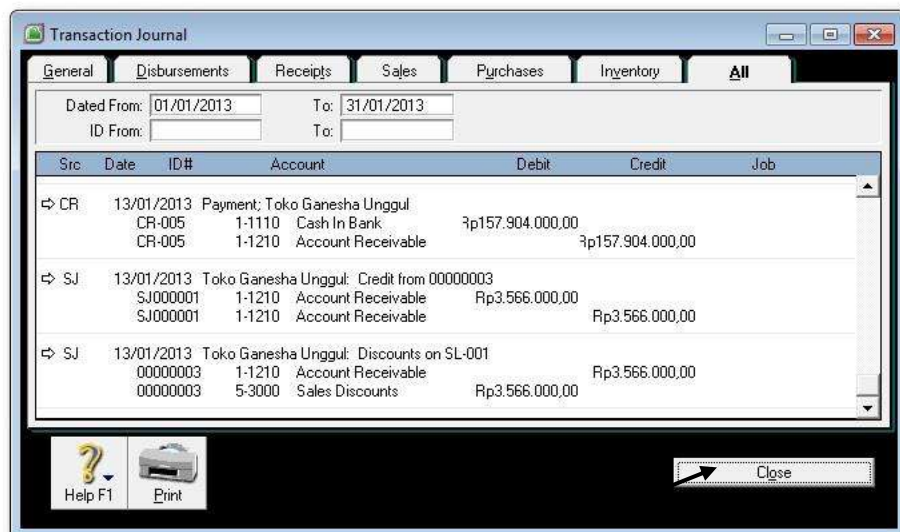 Transaction Journal
General Disbursements Receipts Sales Purchases Inventory All
Dated From: 01/01/2013 To: 31/01/2013
ID From: To:
Src Date ID# Account Debit Credit Job
CR 13/01/2013 Payment; Toko Ganesha Unggul
CR-005 1-1110 Cash In Bank Rp157.904.000,00
CR-005 1-1210 Account Receivable Rp157.904.000,00
SJ 13/01/2013 Toko Ganesha Unggul: Credit from 00000003
SJ000001 1-1210 Account Receivable Rp3.566.000,00
SJ000001 1-1210 Account Receivable Rp3.566.000,00
SJ 13/01/2013 Toko Ganesha Unggul: Discounts on SL-001
00000003 1-1210 Account Receivable Rp3.566.000,00
00000003 5-3000 Sales Discounts Rp3.566.000,00
Help F1 Print Close